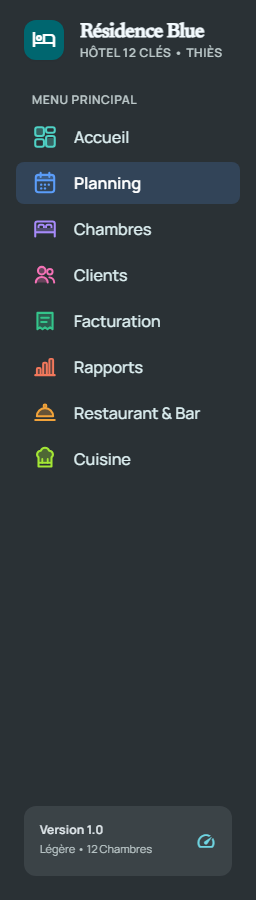 Résidence Blue
HÔTEL 12 CLÉS • THIÈS
MENU PRINCIPAL
Accueil
Planning
Chambres
Clients
Facturation
Rapports
Restaurant & Bar
Cuisine
Version 1.0
Légère • 12 Chambres